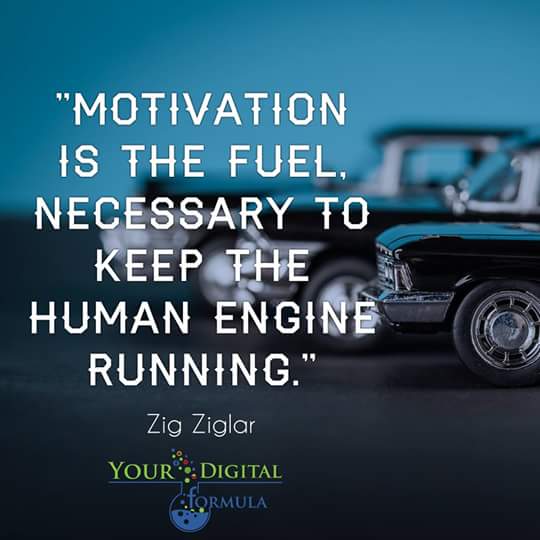 "MOTIVATION
IS THE FUEL,
NECESSARY TO
KEEP THE
HUMAN ENGINE
RUNNING."
Zig Ziglar
YOUR DIGITAL
FORMULA